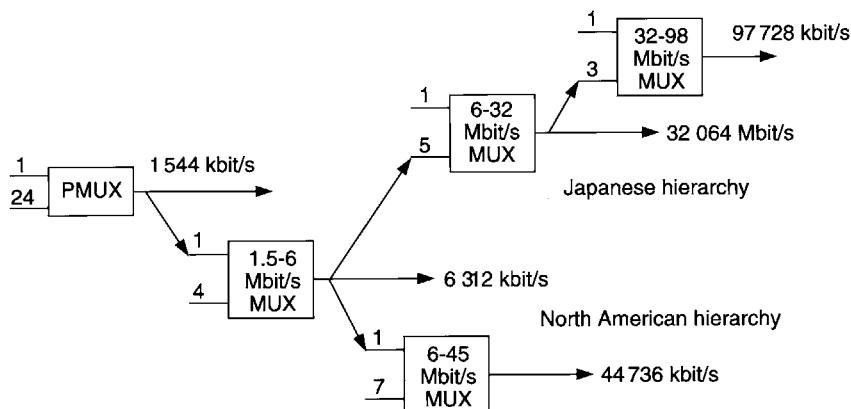 1
32-98
Mbit/s
MUX
3
97 728 kbit/s
1
6-32
Mbit/s
MUX
5
32 064 Mbit/s
Japanese hierarchy
1
24
PMUX
1 544 kbit/s
1
1.5-6
Mbit/s
MUX
4
6 312 kbit/s
North American hierarchy
1
6-45
Mbit/s
MUX
7
44 736 kbit/s